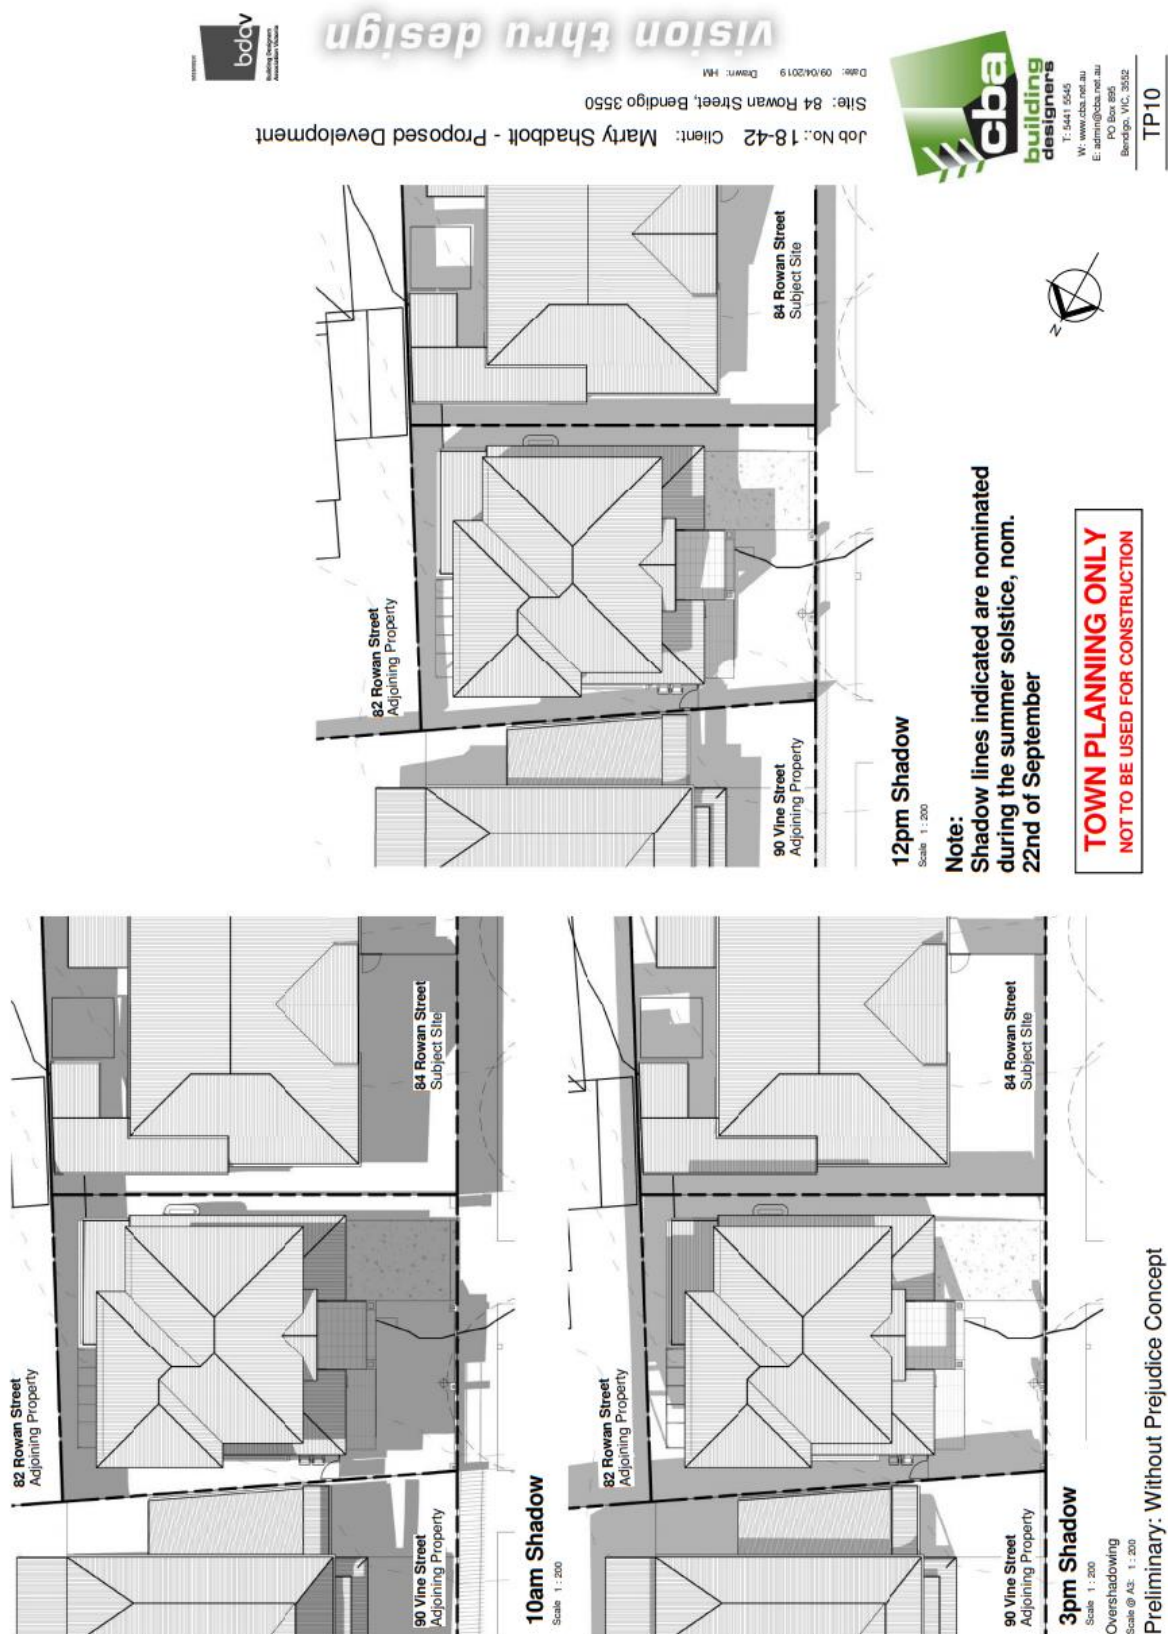 82 Rowan Street
Adjoining Property
84 Rowan Street
Subject Site
90 Vine Street
Adjoining Property
10am Shadow
Scale 1 : 200
82 Rowan Street
Adjoining Property
84 Rowan Street
Subject Site
90 Vine Street
Adjoining Property
12pm Shadow
Scale 1 : 200
82 Rowan Street
Adjoining Property
84 Rowan Street
Subject Site
90 Vine Street
Adjoining Property
3pm Shadow
Scale 1 : 200
Note:
Shadow lines indicated are nominated
during the summer solstice, nom.
22nd of September
TOWN PLANNING ONLY
NOT TO BE USED FOR CONSTRUCTION
N
Overshadowing
Scale @ A3: 1 : 200
Preliminary: Without Prejudice Concept
bdav
Building Designers
Association Victoria
vision thru design
Job No.: 18-42 Client: Marty Shadbolt - Proposed Development
Site: 84 Rowan Street, Bendigo 3550
Date: 09/04/2019 Drawn: HM
cba
building
designers
T: 5441 5545
W: www.cba.net.au
E: admin@cba.net.au
PO Box 895
Bendigo, VIC, 3552
TP10